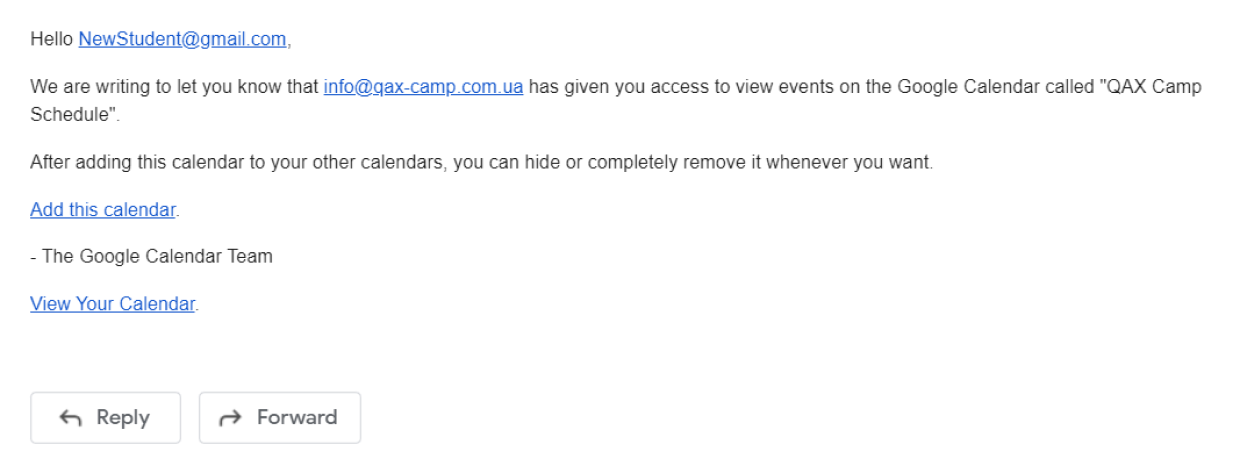 Hello NewStudent@gmail.com,
We are writing to let you know that info@qax-camp.com.ua has given you access to view events on the Google Calendar called "QAX Camp
Schedule".
After adding this calendar to your other calendars, you can hide or completely remove it whenever you want.
Add this calendar.
- The Google Calendar Team
View Your Calendar.
Reply Forward